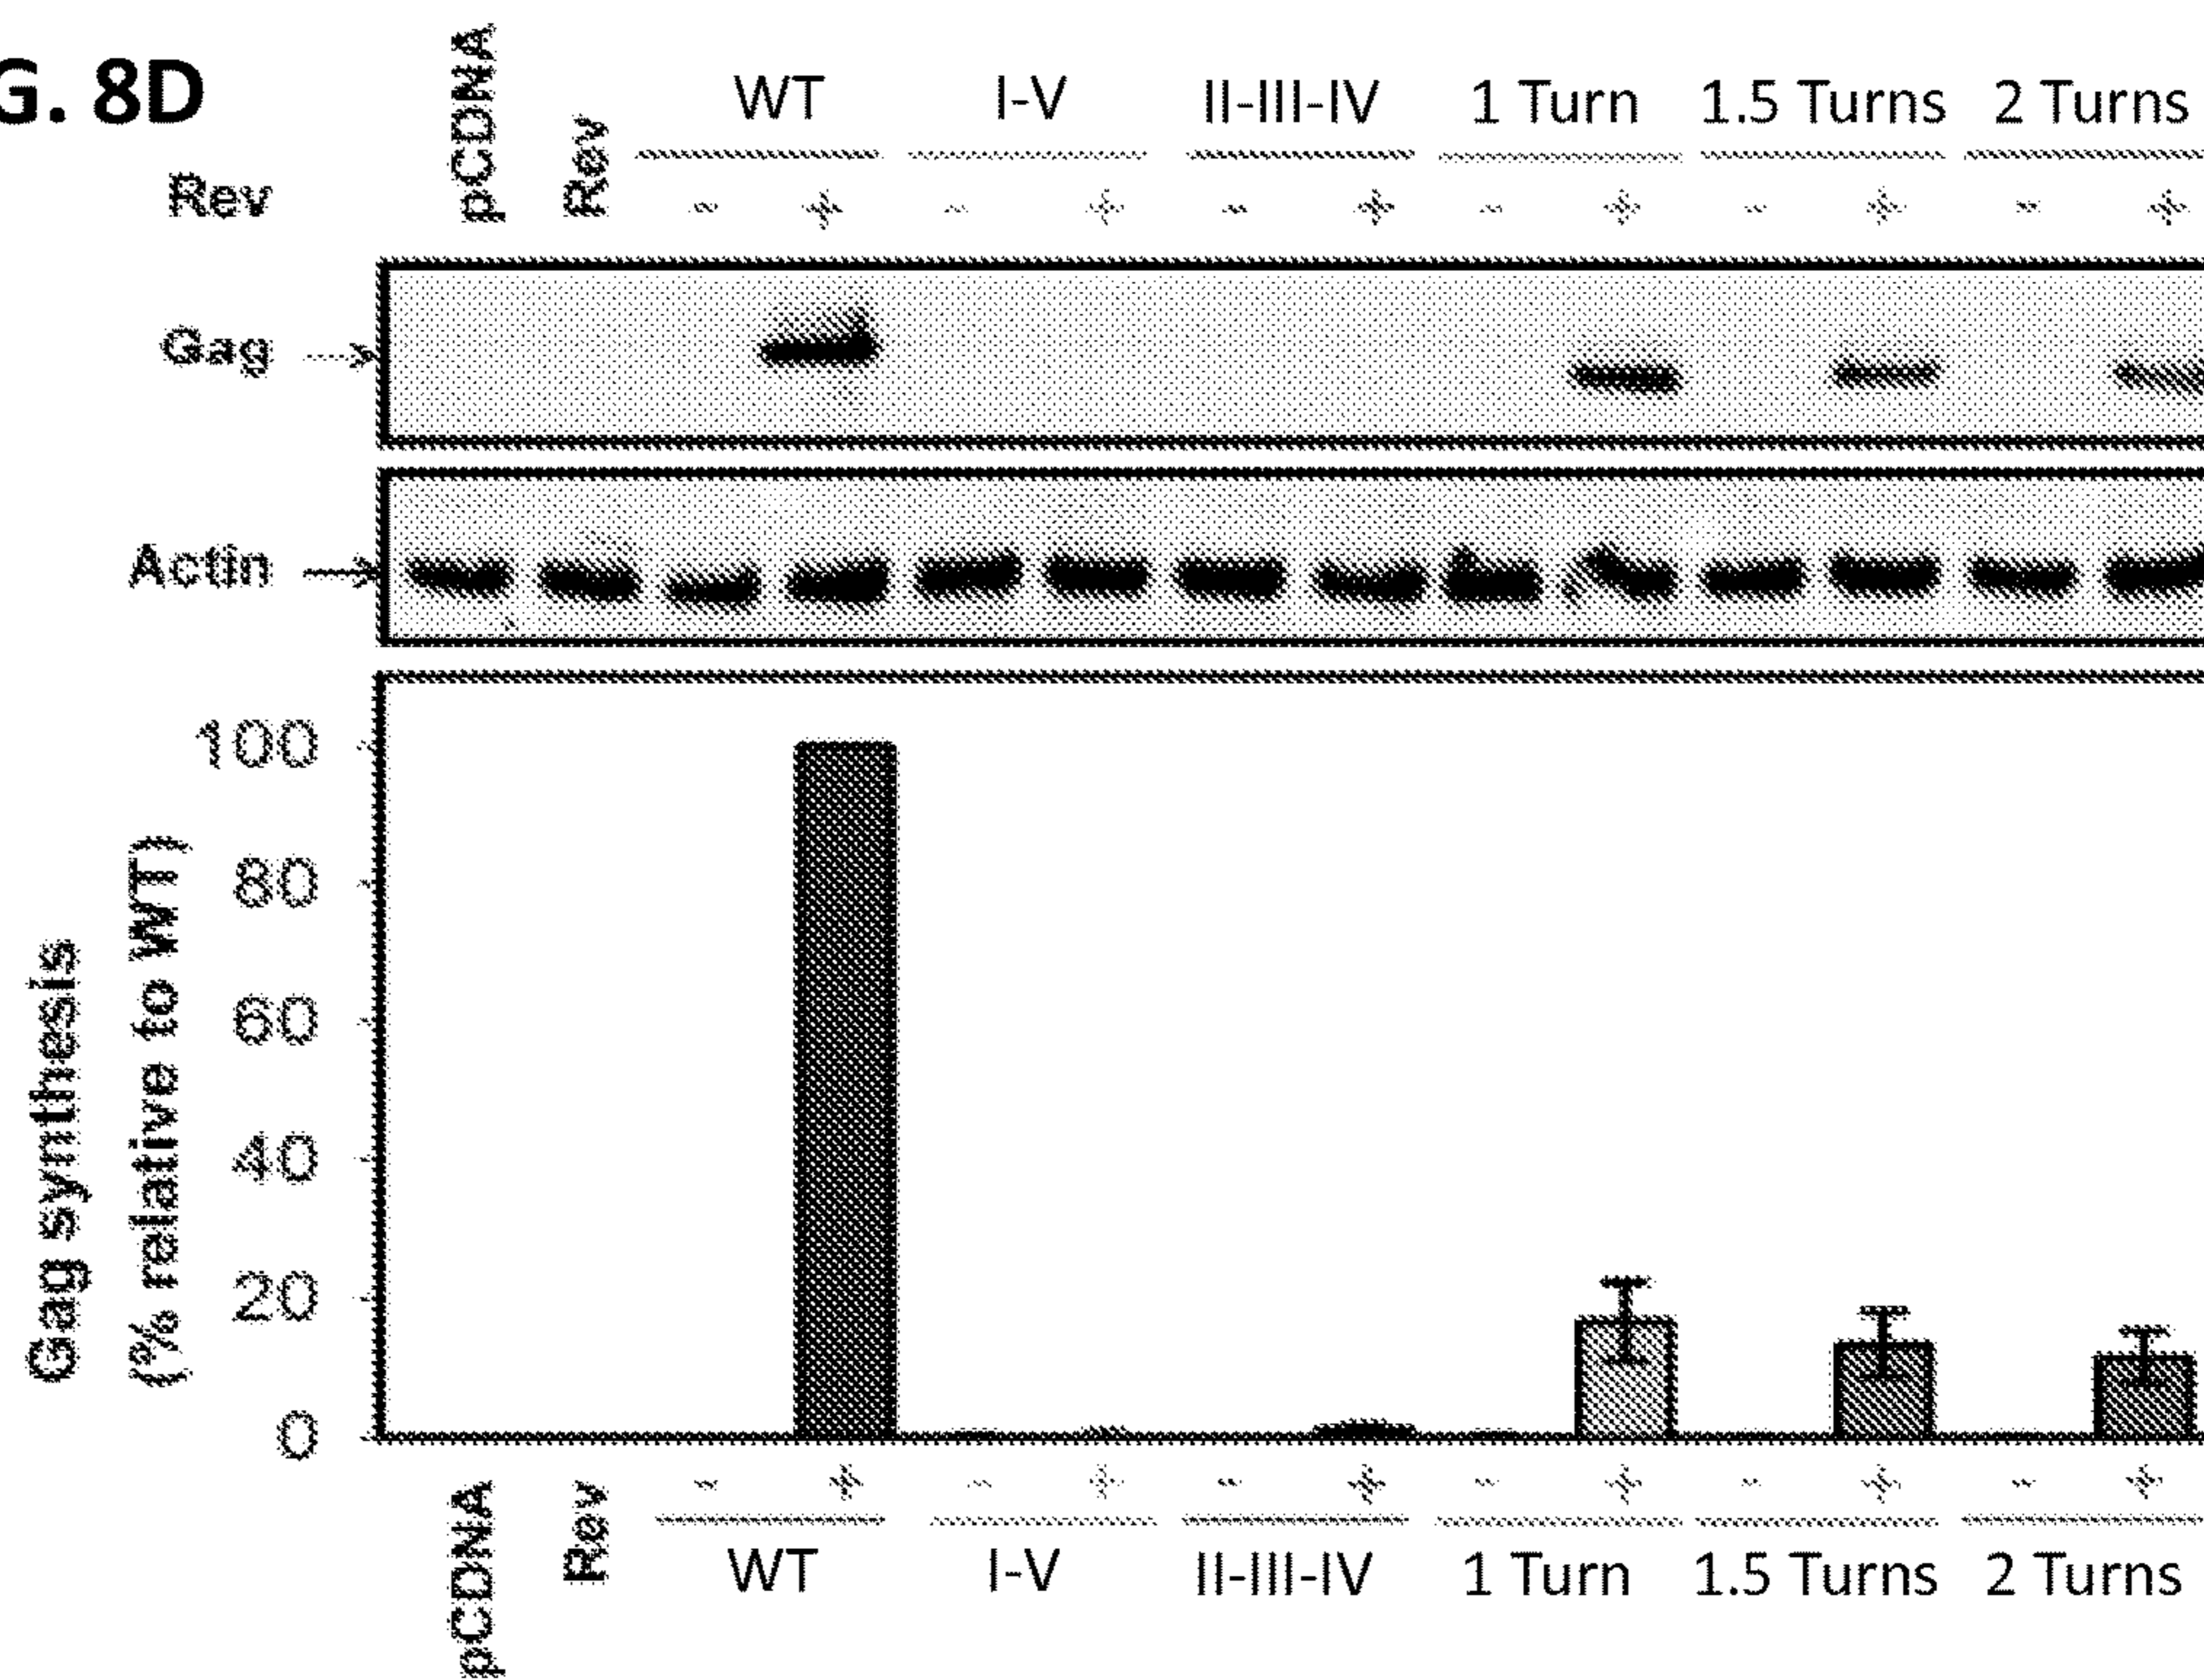 G. 8D
pCDNA
Rev
WT
I-V
II-III-IV
1 Turn
1.5 Turns
2 Turns
Rev
- + - + - + - + - + - +
Gag
Actin
Gag synthesis
(% relative to WT)
100
80
60
40
20
0
- + - + - + - + - + - +
pCDNA
Rev
WT
I-V
II-III-IV
1 Turn
1.5 Turns
2 Turns